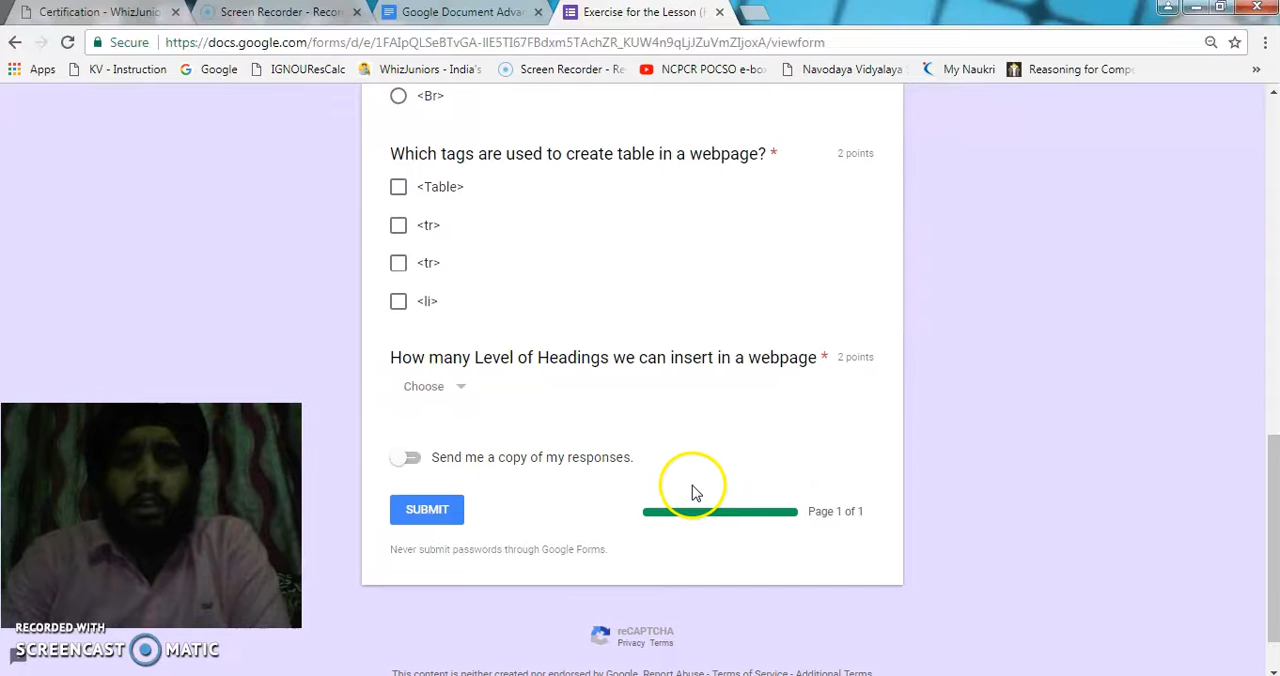 Certification - WhizJuni
Screen Recorder - Recor
Google Document Adva
Exercise for the Lesson (H
Secure
https://docs.google.com/forms/d/e/1FAIpQLSeBTvGA-IIE5TI67FBdxm5TAchZR_KUW4n9qLjJZuVmZIjoxA/viewform
Apps
KV - Instruction
Google
IGNOUResCalc
WhizJuniors - India's
Screen Recorder - Re
NCPCR POCSO e-bo
Navodaya Vidyalaya
My Naukri
Reasoning for Comp
<Br>
Which tags are used to create table in a webpage? *
2 points
<Table>
<tr>
<tr>
<li>
How many Level of Headings we can insert in a webpage *
2 points
Choose
Send me a copy of my responses.
SUBMIT
Page 1 of 1
Never submit passwords through Google Forms.
RECORDED WITH
SCREENCAST MATIC
reCAPTCHA
Privacy Terms
This content is neither created nor endorsed by Google. Report Abuse - Terms of Service - Additional Terms